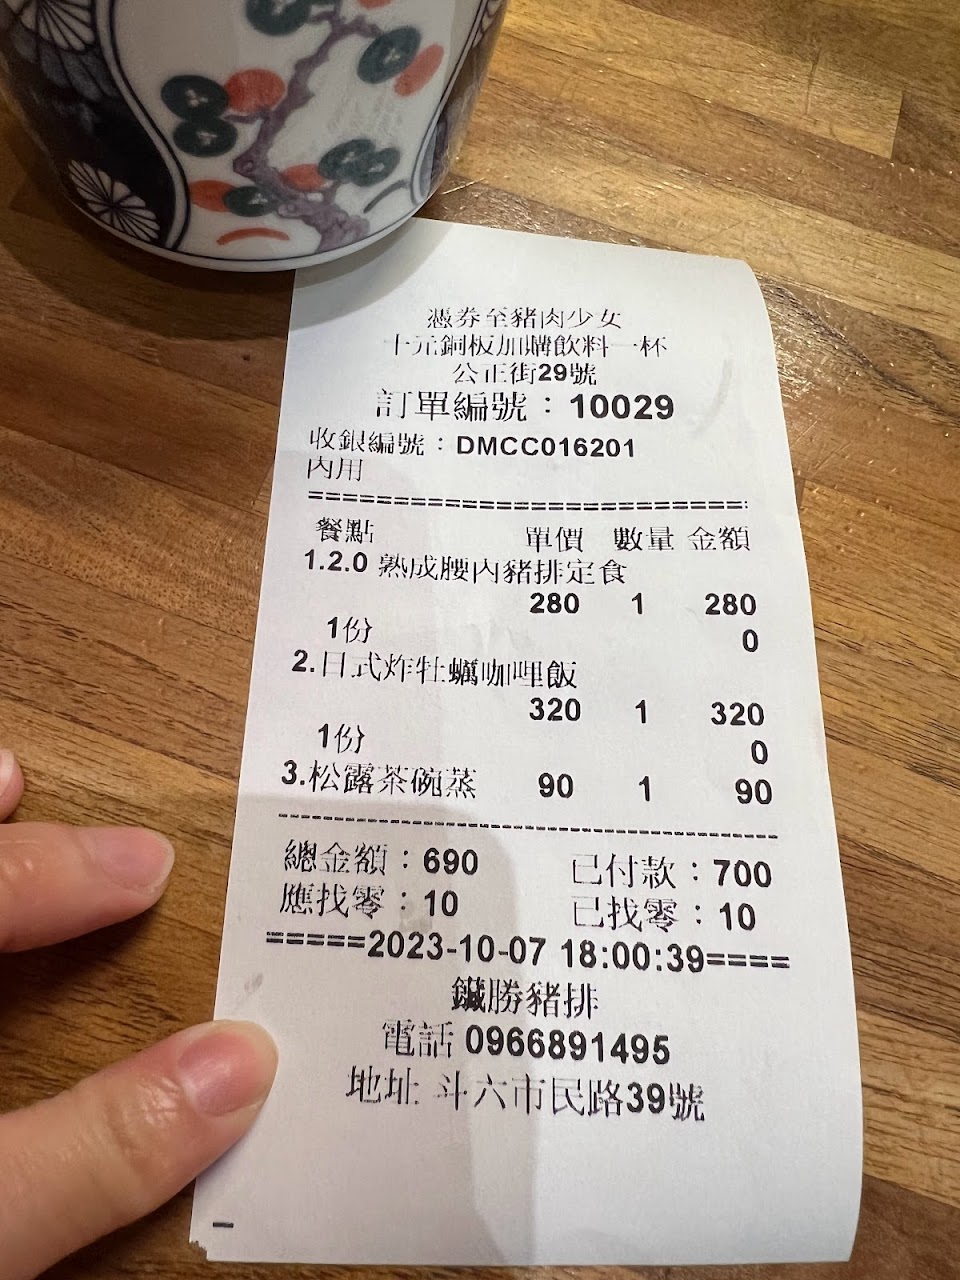 憑券至豬肉少女
十元銅板加購飲料一杯
公正街29號
訂單編號：10029
收銀編號：DMCC016201
內用
餐點 單價 數量 金額
1.2.0 熟成腰內豬排定食
280 1 280
1份 0
2.日式炸牡蠣咖哩飯
320 1 320
1份 0
3.松露茶碗蒸 90 1 90
總金額：690 已付款：700
應找零：10 已找零：10
=====2023-10-07 18:00:39====
勝豬排
電話 0966891495
地址 斗六市民路39號